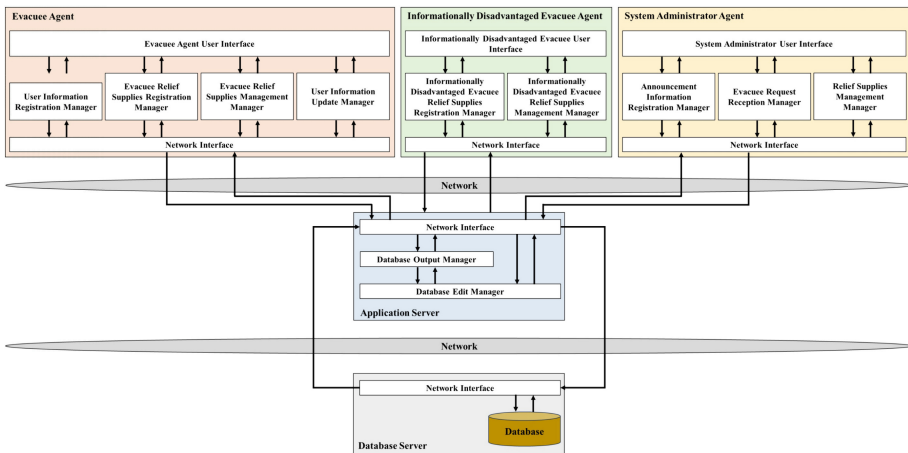 Evacuee Agent
Evacuee Agent User Interface
User Information
Registration Manager
Evacuee Relief
Supplies Registration
Manager
Evacuee Relief
Supplies Management
Manager
User Information
Update Manager
Network Interface
Informationally Disadvantaged Evacuee Agent
Informationally Disadvantaged Evacuee User
Interface
Informationally
Disadvantaged Evacuee
Relief Supplies
Registration Manager
Informationally
Disadvantaged Evacuee
Relief Supplies
Management Manager
Network Interface
System Administrator Agent
System Administrator User Interface
Announcement
Information
Registration Manager
Evacuee Request
Reception Manager
Relief Supplies
Management
Manager
Network Interface
Network
Network Interface
Database Output Manager
Database Edit Manager
Application Server
Network
Network Interface
Database
Database Server